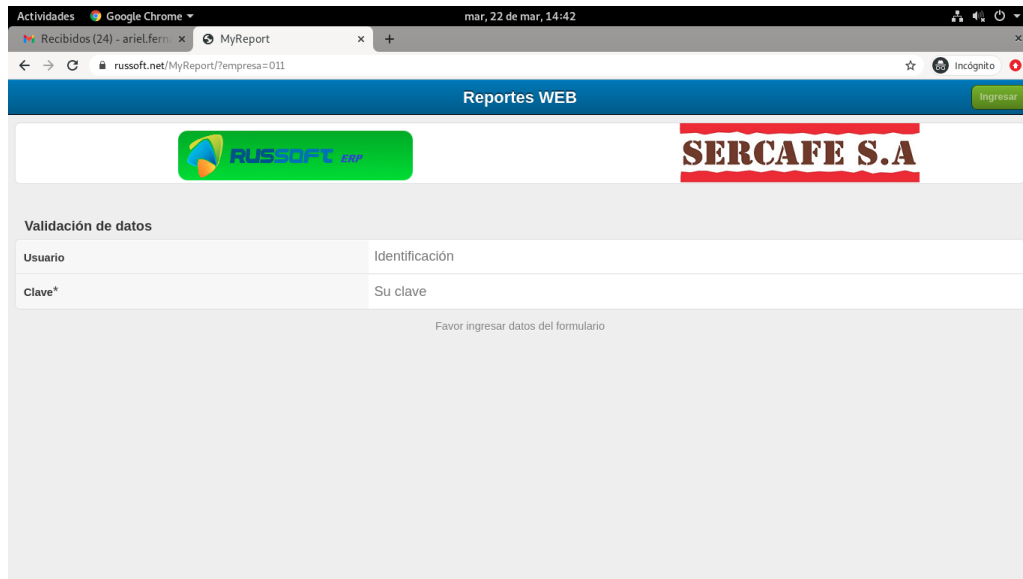 Actividades Google Chrome mar, 22 de mar, 14:42
Recibidos (24) - ariel.fern MyReport
russoft.net/MyReport/?empresa=011 Incógnito
Reportes WEB Ingresar
RUSSOFT ERP SERCAFE S.A
Validación de datos
Usuario Identificación
Clave* Su clave
Favor ingresar datos del formulario